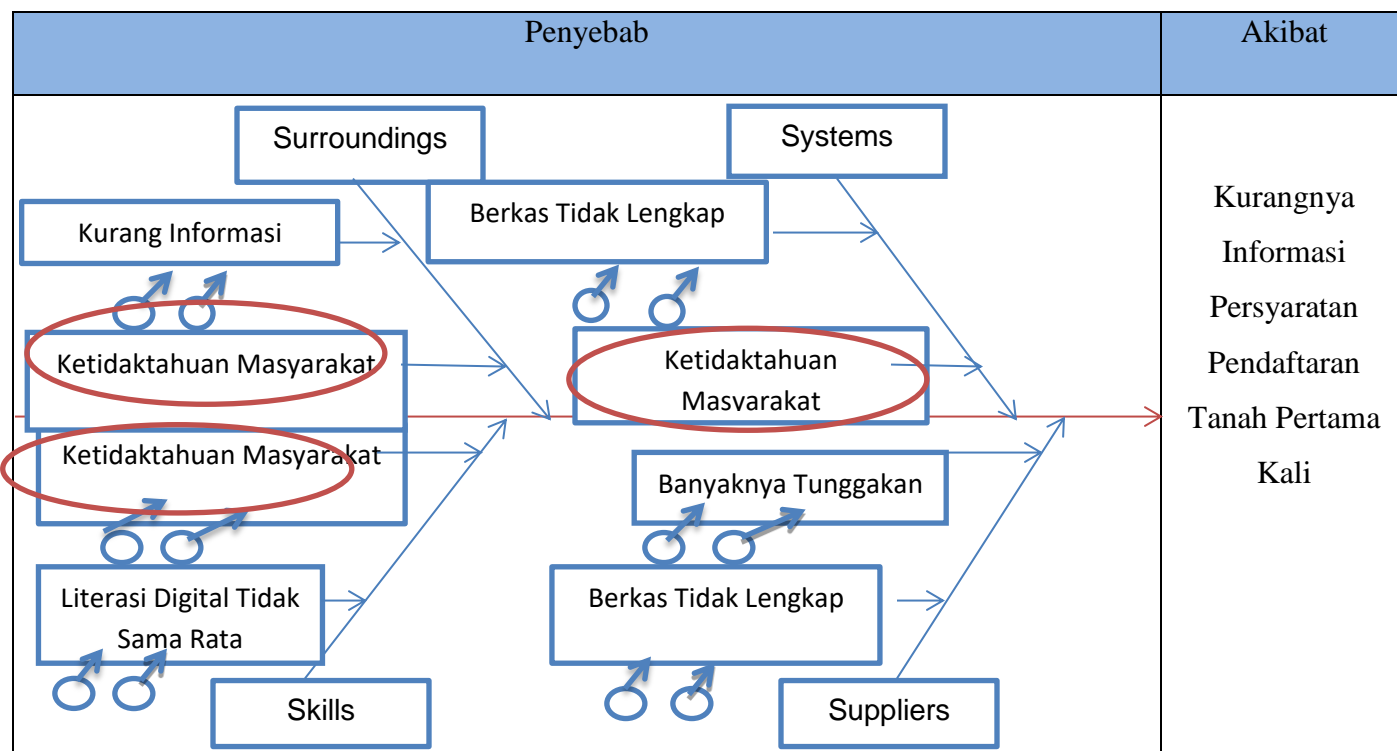 Penyebab
Akibat
Surroundings
Systems
Kurang Informasi
Berkas Tidak Lengkap
Ketidaktahuan Masyarakat
Ketidaktahuan
Masyarakat
Ketidaktahuan Masyarakat
Banyaknya Tunggakan
Literasi Digital Tidak
Sama Rata
Berkas Tidak Lengkap
Skills
Suppliers
Kurangnya
Informasi
Persyaratan
Pendaftaran
Tanah Pertama
Kali